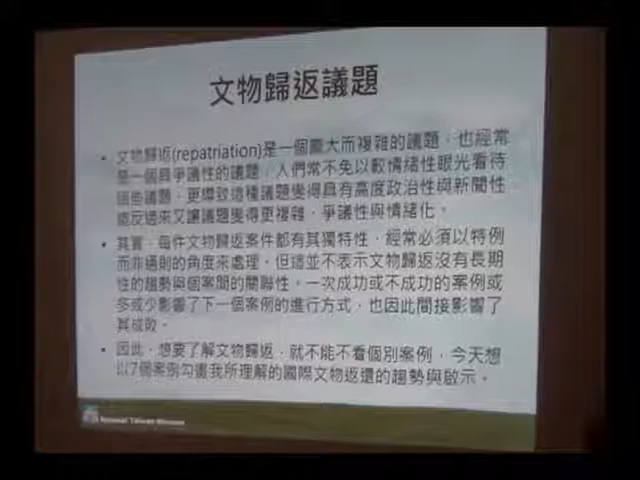 文物歸返議題
• 文物歸返(repatriation)是一個龐大而複雜的議題，也經常
是一個具爭議性的議題，人們常不免以較情緒性眼光看待
這些議題，更導致這種議題變得具有高度政治性與新聞性
這反過來又讓議題變得更複雜、爭議性與情緒化。
• 其實，每件文物歸返案件都有其獨特性，經常必須以特例
而非通則的角度來處理，但這並不表示文物歸返沒有長期
性的趨勢與個案間的關聯性，一次成功或不成功的案例或
多或少影響了下一個案例的進行方式，也因此間接影響了
其成敗。
• 因此，想要了解文物歸返，就不能不看個別案例，今天想
以7個案例勾畫我所理解的國際文物返還的趨勢與啟示。
National Taiwan Museum